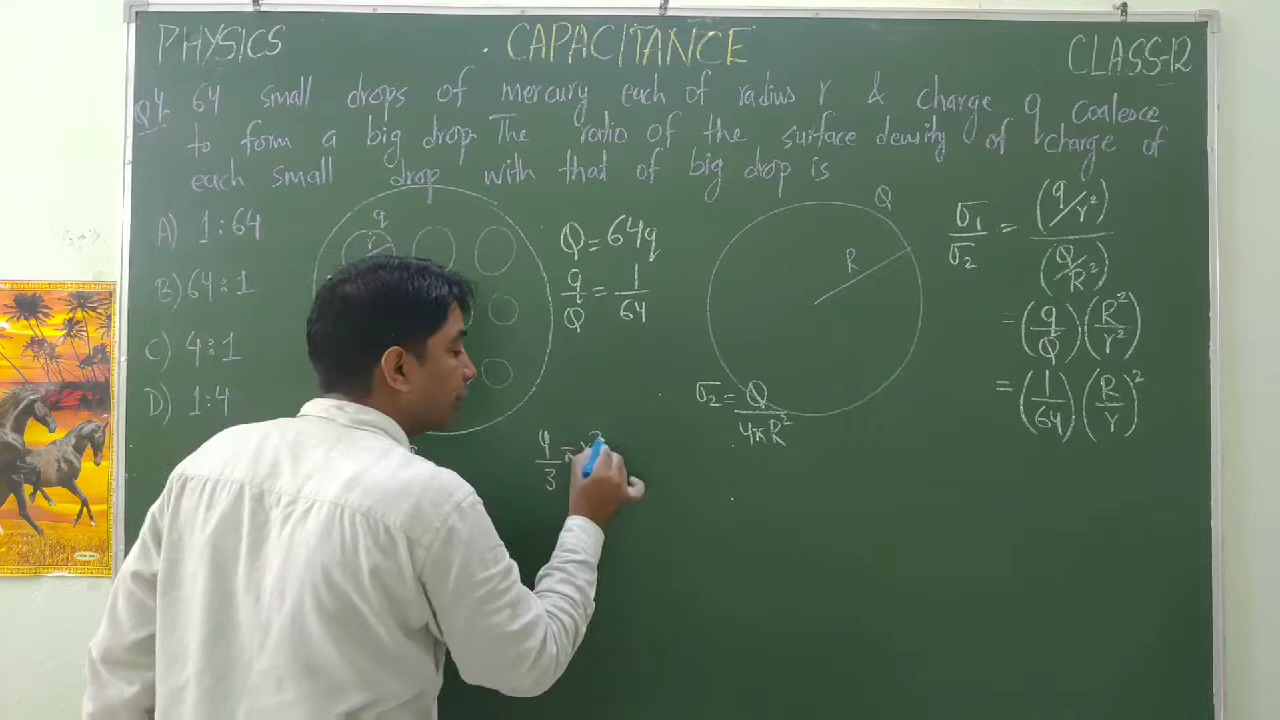 PHYSICS
CAPACITANCE
CLASS-12
Q4. 64 small drops of mercury each of radius r & charge q coalesce
to form a big drop. The ratio of the surface density of charge of
each small drop with that of big drop is
A) 1:64
B) 64:1
C) 4:1
D) 1:4
q
r
Q = 64q
q/Q = 1/64
Q
R
σ₂ = Q/4πR²
σ₁/σ₂ = (q/r²)/(Q/R²)
= (q/Q)(R²/r²)
= (1/64)(R/r)²
4/3